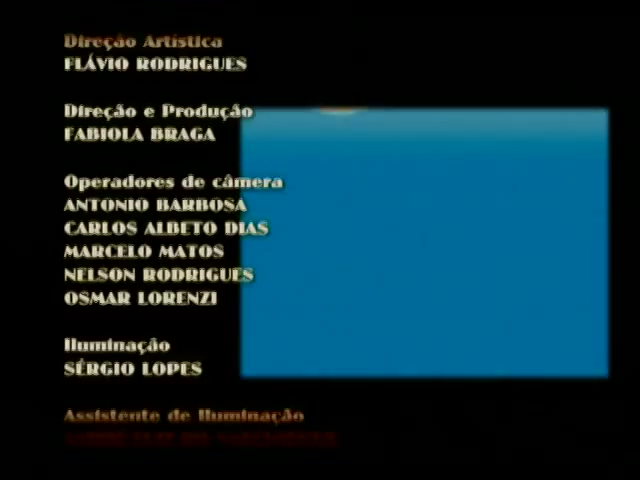 Direção Artística
FLÁVIO RODRIGUES
Direção e Produção
FABIOLA BRAGA
Operadores de câmera
ANTONIO BARBOSA
CARLOS ALBETO DIAS
MARCELO MATOS
NELSON RODRIGUES
OSMAR LORENZI
Iluminação
SÉRGIO LOPES
Assistente de Iluminação